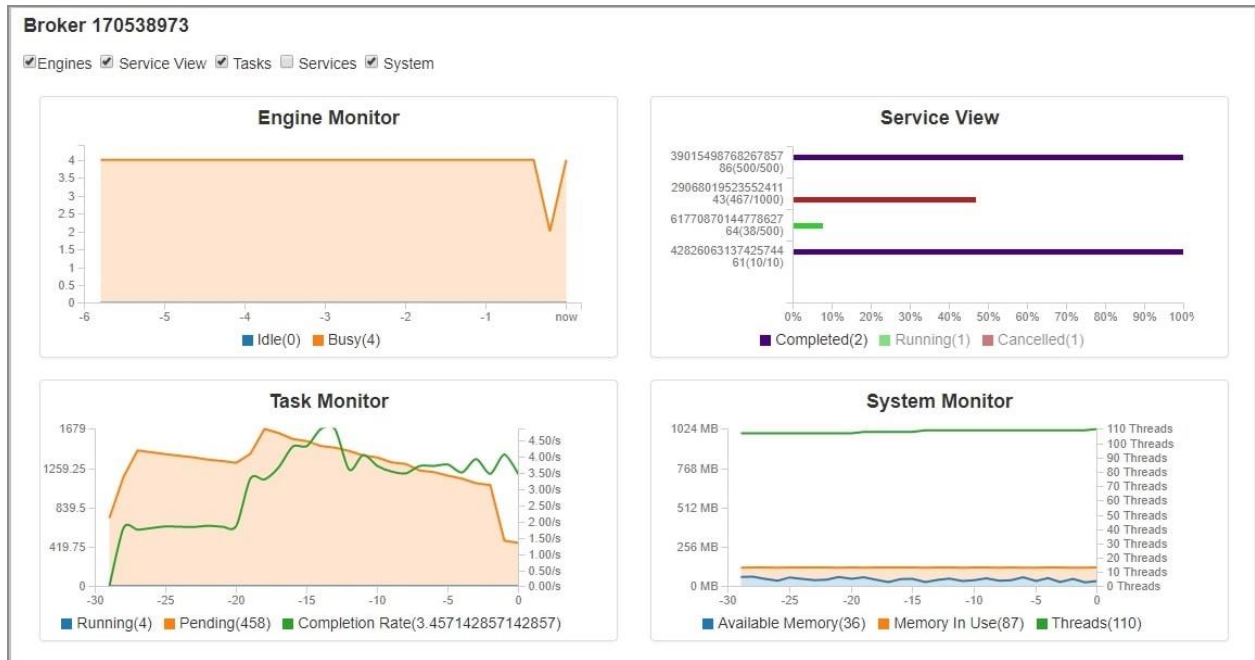 Broker 170538973
Engines Service View Tasks Services System
Engine Monitor
4
3.5
3
2.5
2
1.5
1
0.5
0
-6 -5 -4 -3 -2 -1 now
Idle(0) Busy(4)
Service View
39015498768267857
86(500/500)
29068019523552411
43(467/1000)
61770870144778627
64(38/500)
42826063137425744
61(10/10)
0% 10% 20% 30% 40% 50% 60% 70% 80% 90% 100%
Completed(2) Running(1) Cancelled(1)
Task Monitor
1679
1259.25
839.5
419.75
0
4.50/s
4.00/s
3.50/s
3.00/s
2.50/s
2.00/s
1.50/s
1.00/s
0.50/s
0.00/s
-30 -25 -20 -15 -10 -5 0
Running(4) Pending(458) Completion Rate(3.457142857142857)
System Monitor
1024 MB
768 MB
512 MB
256 MB
0 MB
110 Threads
100 Threads
90 Threads
80 Threads
70 Threads
60 Threads
50 Threads
40 Threads
30 Threads
20 Threads
10 Threads
0 Threads
-30 -25 -20 -15 -10 -5 0
Available Memory(36) Memory In Use(87) Threads(110)